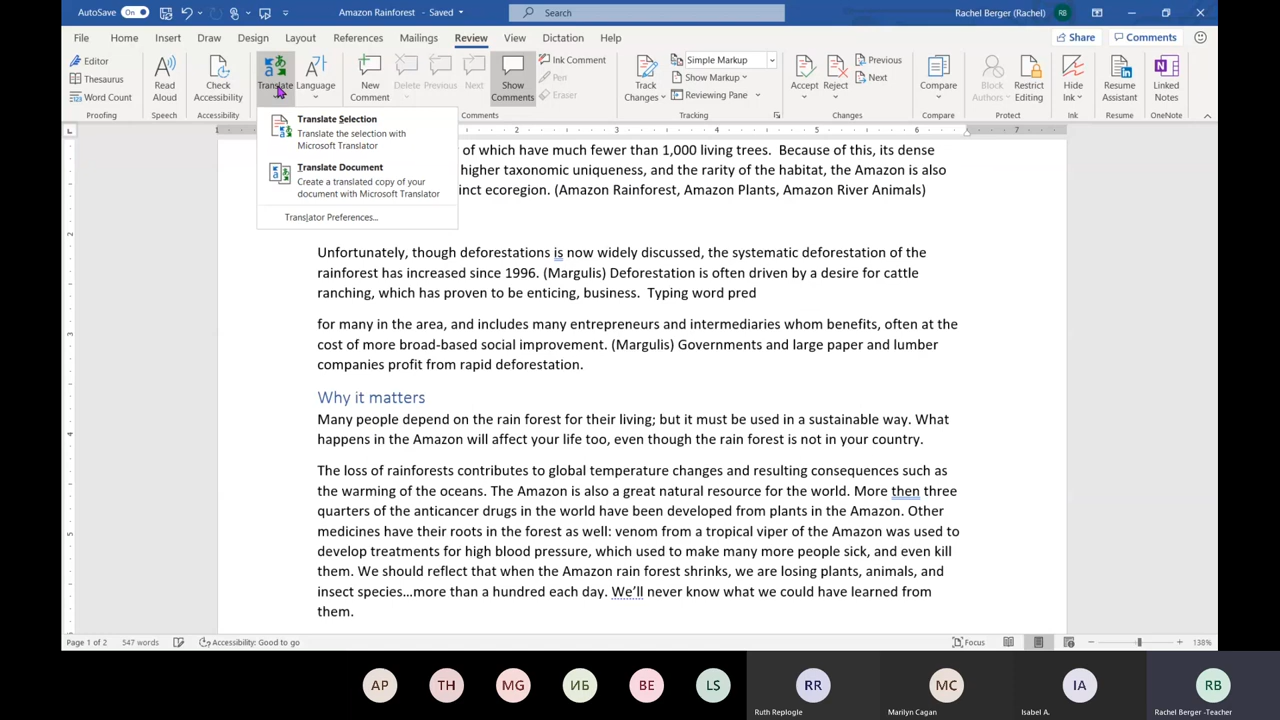 AutoSave On
Amazon Rainforest - Saved
Search
Rachel Berger (Rachel) RB
File Home Insert Draw Design Layout References Mailings Review View Dictation Help
Share Comments
Editor
Thesaurus
Word Count
Proofing
Read Aloud
Speech
Check Accessibility
Accessibility
Translate
Language
New Comment
Delete
Previous
Next
Show Comments
Ink Comment
Pen
Eraser
Comments
Track Changes
Simple Markup
Show Markup
Reviewing Pane
Tracking
Accept
Reject
Previous
Next
Changes
Compare
Compare
Block Authors
Restrict Editing
Protect
Hide Ink
Ink
Resume Assistant
Resume
Linked Notes
OneNote
Translate Selection
Translate the selection with
Microsoft Translator
Translate Document
Create a translated copy of your
document with Microsoft Translator
Translator Preferences...
1 2 3 4 5 6 7
2
3
4
5
of which have much fewer than 1,000 living trees. Because of this, its dense
higher taxonomic uniqueness, and the rarity of the habitat, the Amazon is also
inct ecoregion. (Amazon Rainforest, Amazon Plants, Amazon River Animals)
Unfortunately, though deforestations is now widely discussed, the systematic deforestation of the
rainforest has increased since 1996. (Margulis) Deforestation is often driven by a desire for cattle
ranching, which has proven to be enticing, business. Typing word pred
for many in the area, and includes many entrepreneurs and intermediaries whom benefits, often at the
cost of more broad-based social improvement. (Margulis) Governments and large paper and lumber
companies profit from rapid deforestation.
Why it matters
Many people depend on the rain forest for their living; but it must be used in a sustainable way. What
happens in the Amazon will affect your life too, even though the rain forest is not in your country.
The loss of rainforests contributes to global temperature changes and resulting consequences such as
the warming of the oceans. The Amazon is also a great natural resource for the world. More then three
quarters of the anticancer drugs in the world have been developed from plants in the Amazon. Other
medicines have their roots in the forest as well: venom from a tropical viper of the Amazon was used to
develop treatments for high blood pressure, which used to make many more people sick, and even kill
them. We should reflect that when the Amazon rain forest shrinks, we are losing plants, animals, and
insect species…more than a hundred each day. We’ll never know what we could have learned from
them.
Page 1 of 2 547 words Accessibility: Good to go Focus 138%
AP TH MG ИБ BE LS RR MC IA RB
Ruth Replogle Marilyn Cagan Isabel A. Rachel Berger -Teacher